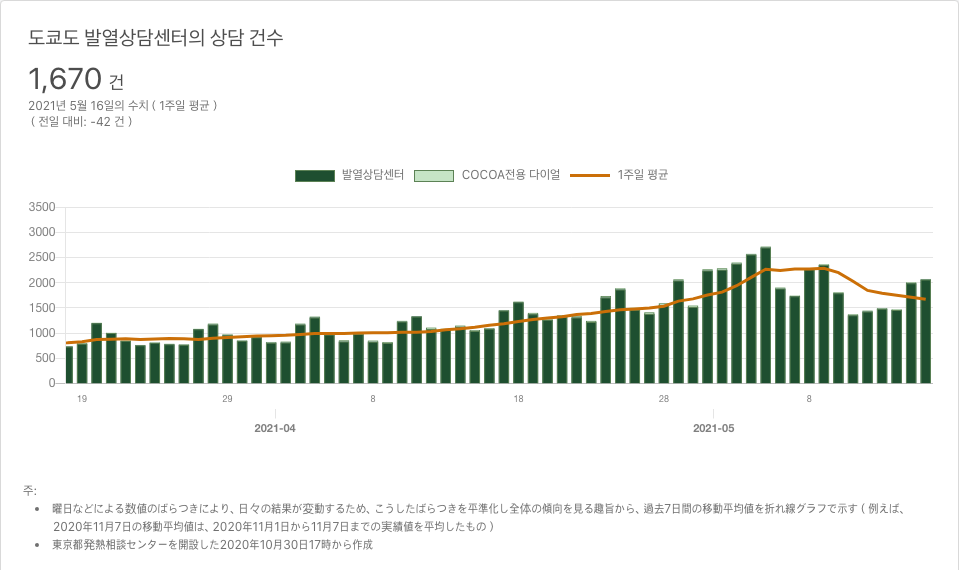 도쿄도 발열상담센터의 상담 건수
1,670 건
2021년 5월 16일의 수치 ( 1주일 평균 )
( 전일 대비: -42 건 )
발열상담센터 COCOA전용 다이얼 1주일 평균
3500
3000
2500
2000
1500
1000
500
0
19 29 8 18 28 8
2021-04 2021-05
주:
• 曜日などによる数値のばらつきにより、日々の結果が変動するため、こうしたばらつきを平準化し全体の傾向を見る趣旨から、過去7日間の移動平均値を折れ線グラフで示す ( 例えば、
2020年11月7日の移動平均値は、2020年11月1日から11月7日までの実績値を平均したもの )
• 東京都発熱相談センターを開設した2020年10月30日17時から作成